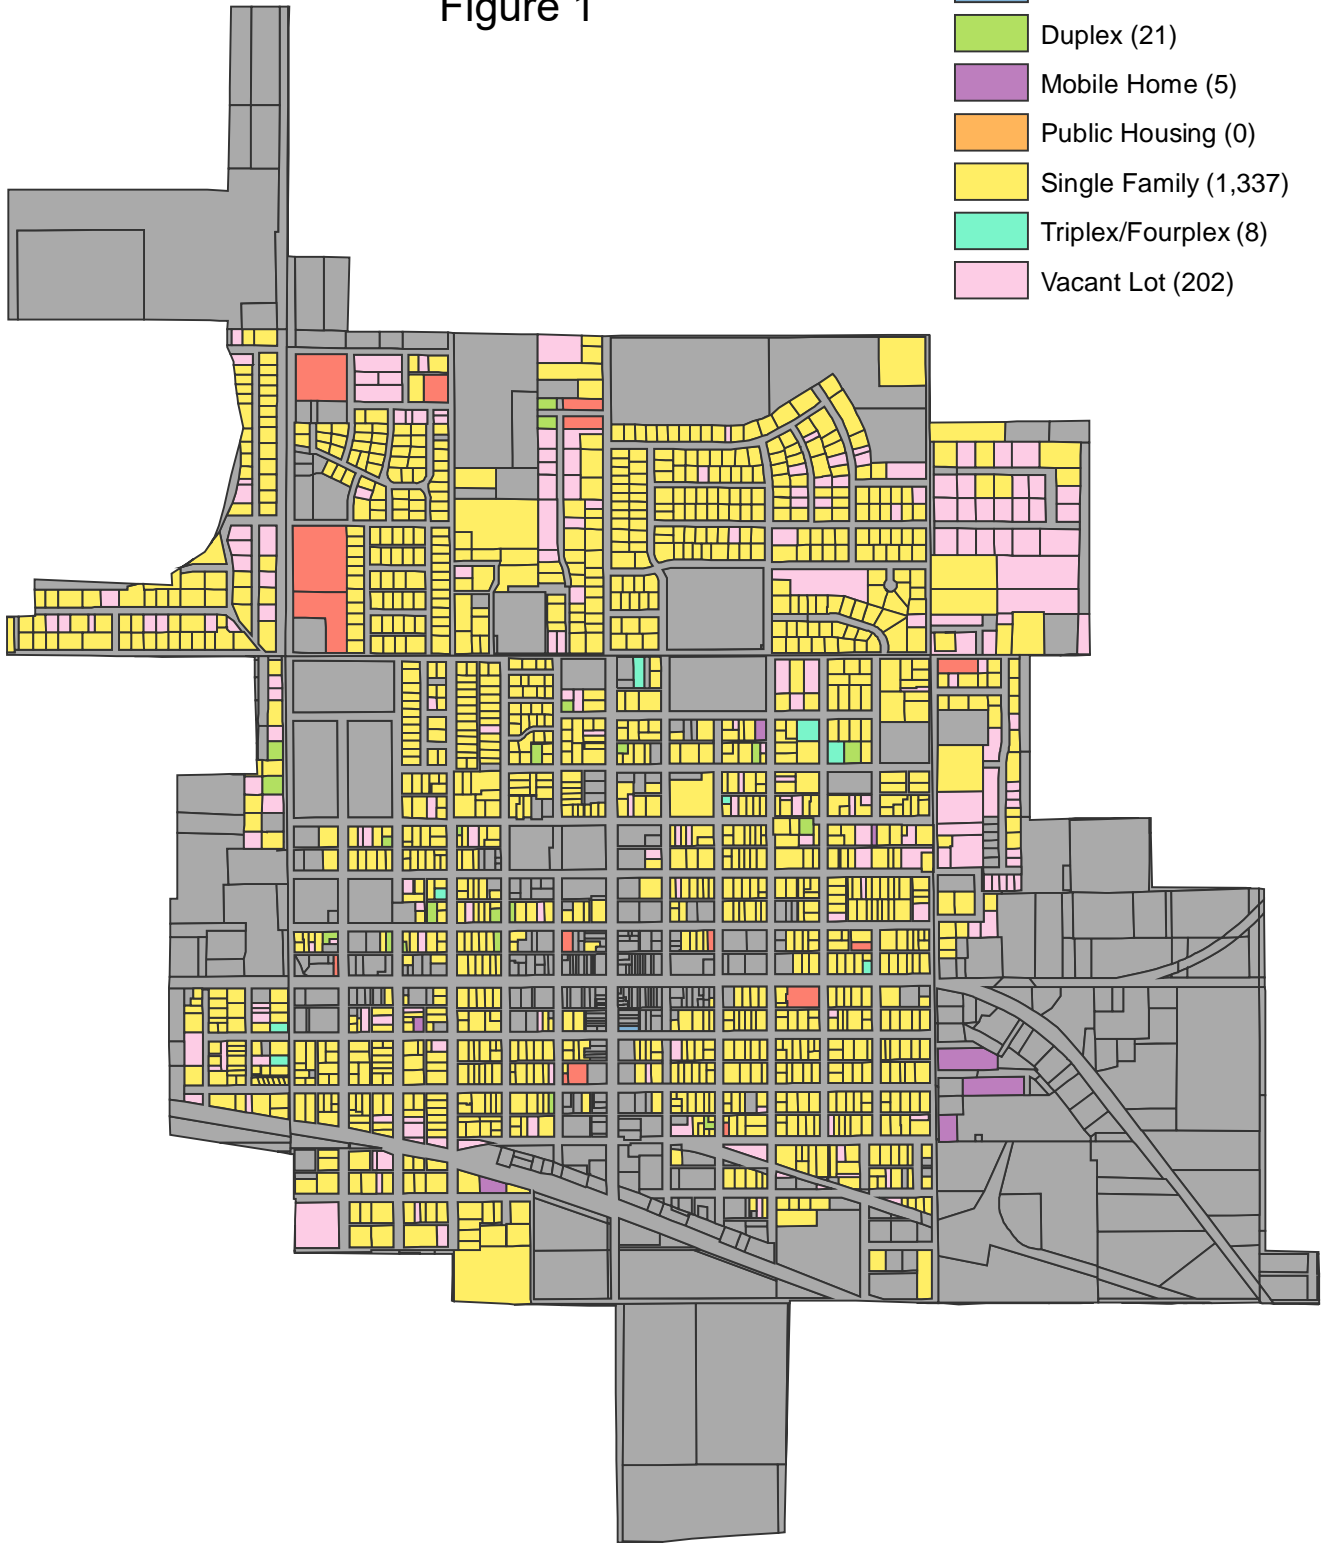 Figure 1
Duplex (21)
Mobile Home (5)
Public Housing (0)
Single Family (1,337)
Triplex/Fourplex (8)
Vacant Lot (202)